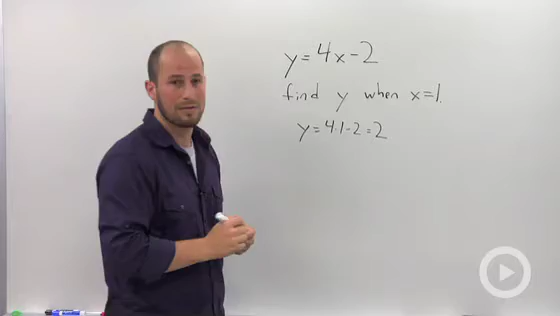 y=4x-2
find y when x=1.
y=4·1-2=2